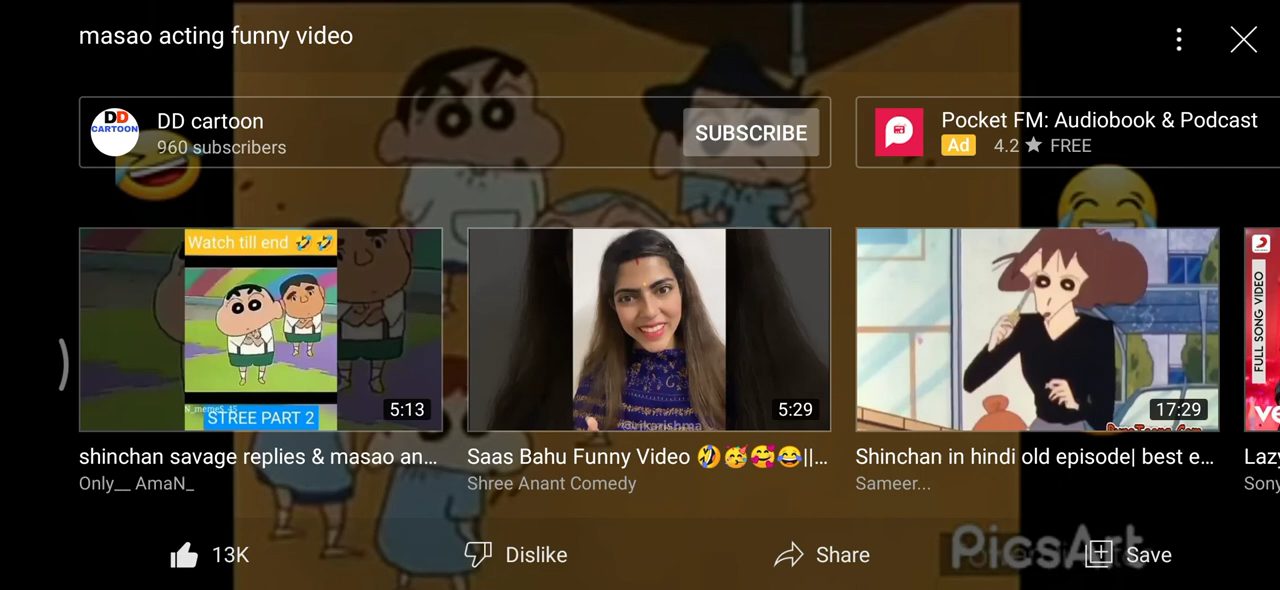 masao acting funny video
DD
CARTOON
DD cartoon
960 subscribers
SUBSCRIBE
Pocket FM: Audiobook & Podcast
Ad 4.2 ★ FREE
Watch till end 🤣 🤣
STREE PART 2
5:13
5:29
17:29
FULL SONG VIDEO
shinchan savage replies & masao an...
Only__ AmaN_
Saas Bahu Funny Video 🤣🥳🥰😂||...
Shree Anant Comedy
Shinchan in hindi old episode| best e...
Sameer...
Lazy
Sony
13K
Dislike
Share
PicsArt
Save